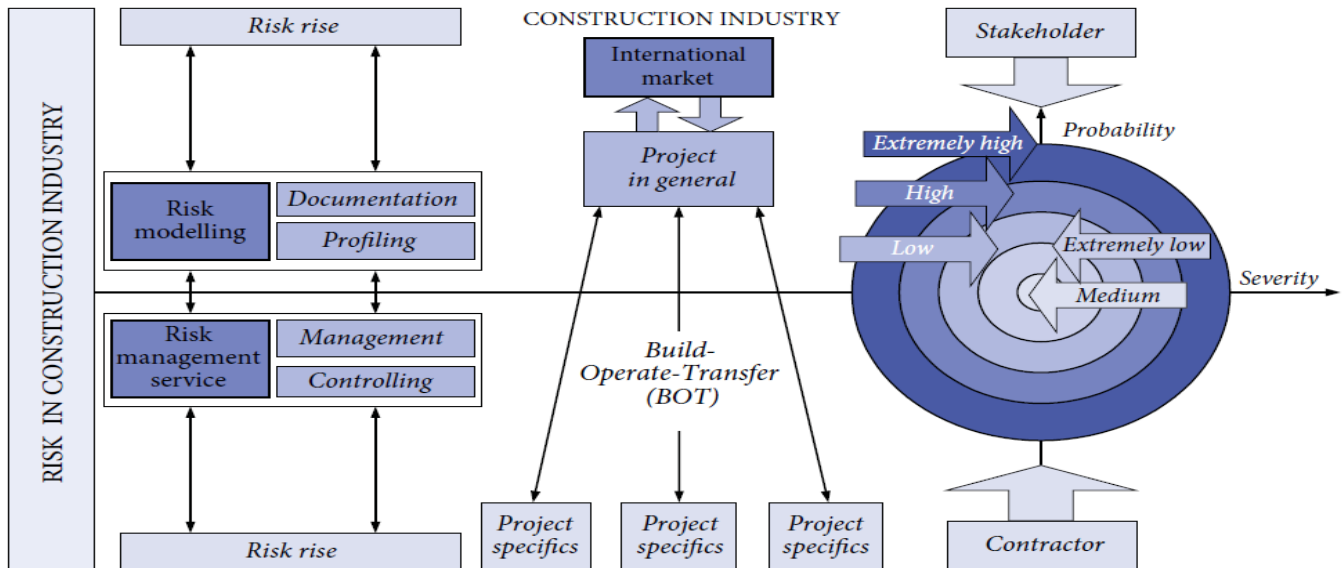 RISK IN CONSTRUCTION INDUSTRY
Risk rise
Risk
modelling
Documentation
Profiling
Risk
management
service
Management
Controlling
Risk rise
CONSTRUCTION INDUSTRY
International
market
Project
in general
Build-
Operate-Transfer
(BOT)
Project
specifics
Project
specifics
Project
specifics
Stakeholder
Probability
Extremely high
High
Low
Extremely low
Medium
Severity
Contractor